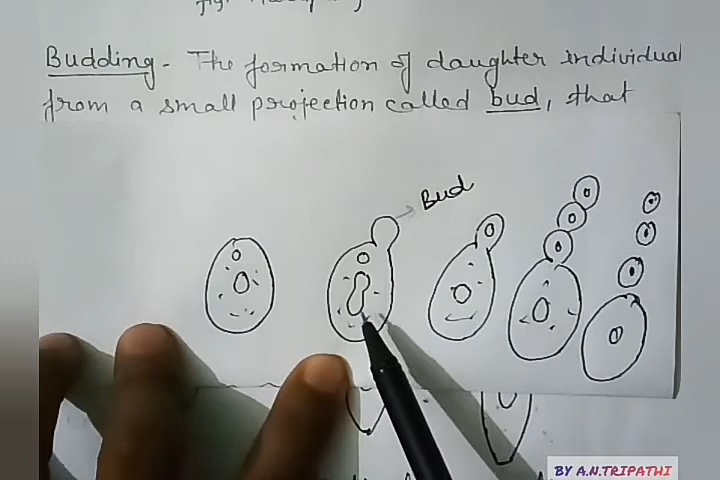 Budding - The formation of daughter individual
from a small projection called bud, that
Bud
BY A.N.TRIPATHI